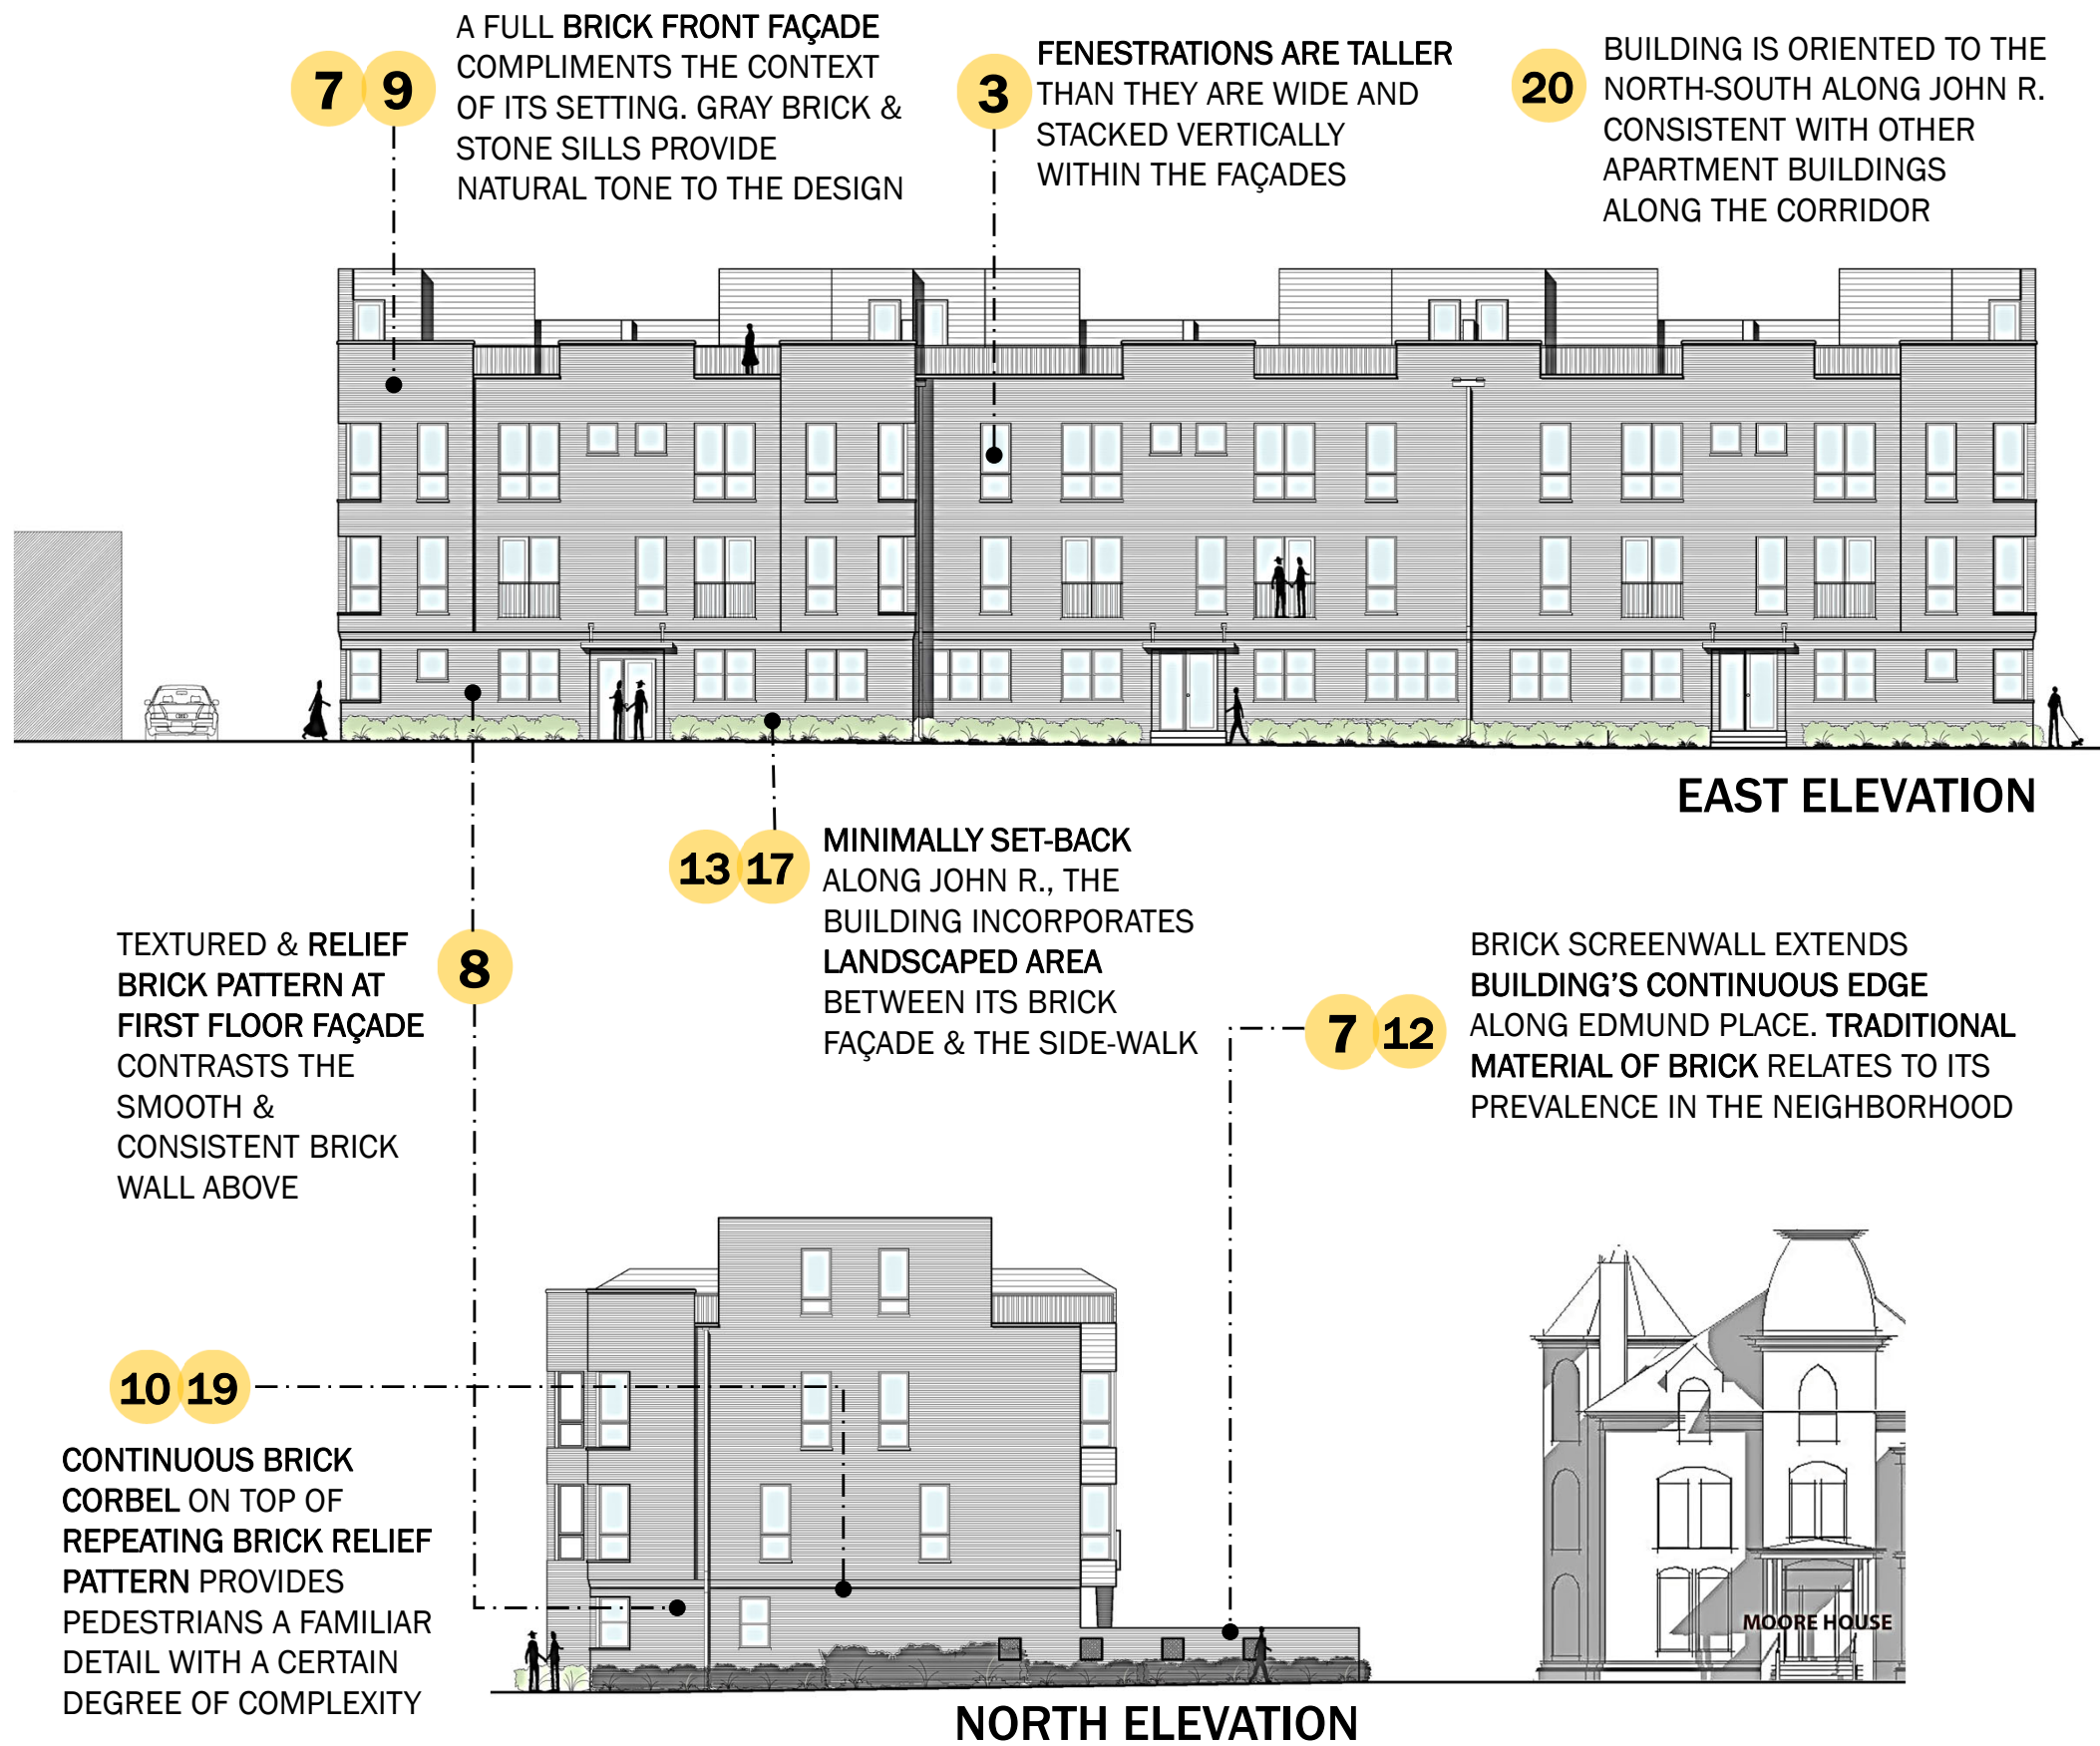 7 9
A FULL BRICK FRONT FAÇADE
COMPLIMENTS THE CONTEXT
OF ITS SETTING. GRAY BRICK &
STONE SILLS PROVIDE
NATURAL TONE TO THE DESIGN
3
FENESTRATIONS ARE TALLER
THAN THEY ARE WIDE AND
STACKED VERTICALLY
WITHIN THE FAÇADES
20
BUILDING IS ORIENTED TO THE
NORTH-SOUTH ALONG JOHN R.
CONSISTENT WITH OTHER
APARTMENT BUILDINGS
ALONG THE CORRIDOR
EAST ELEVATION
13 17
MINIMALLY SET-BACK
ALONG JOHN R., THE
BUILDING INCORPORATES
LANDSCAPED AREA
BETWEEN ITS BRICK
FAÇADE & THE SIDE-WALK
TEXTURED & RELIEF
BRICK PATTERN AT
FIRST FLOOR FAÇADE
CONTRASTS THE
SMOOTH &
CONSISTENT BRICK
WALL ABOVE
8
7 12
BRICK SCREENWALL EXTENDS
BUILDING'S CONTINUOUS EDGE
ALONG EDMUND PLACE. TRADITIONAL
MATERIAL OF BRICK RELATES TO ITS
PREVALENCE IN THE NEIGHBORHOOD
10 19
CONTINUOUS BRICK
CORBEL ON TOP OF
REPEATING BRICK RELIEF
PATTERN PROVIDES
PEDESTRIANS A FAMILIAR
DETAIL WITH A CERTAIN
DEGREE OF COMPLEXITY
MOORE HOUSE
NORTH ELEVATION